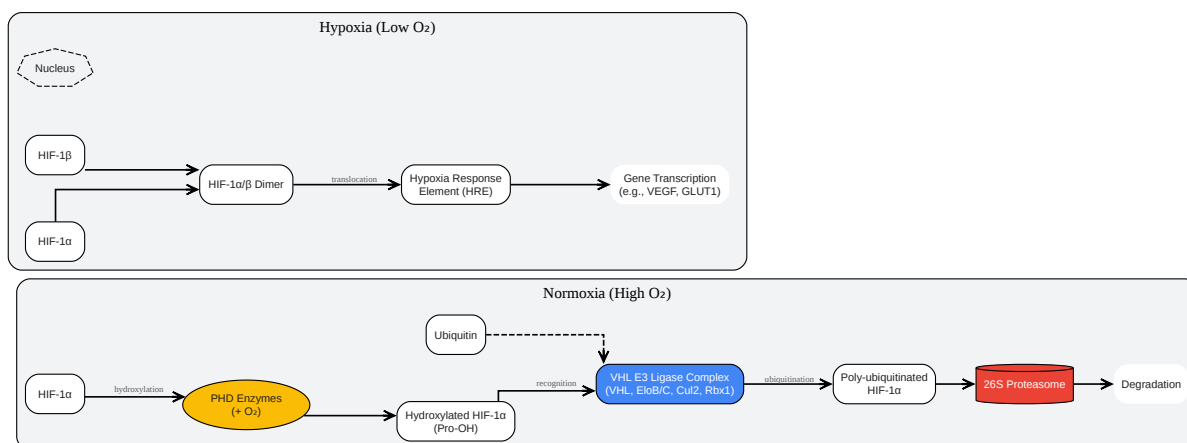 Hypoxia (Low O₂)
Nucleus
HIF-1β
HIF-1α/β Dimer
translocation
Hypoxia Response
Element (HRE)
Gene Transcription
(e.g., VEGF, GLUT1)
HIF-1α
Normoxia (High O₂)
Ubiquitin
HIF-1α
hydroxylation
PHD Enzymes
(+ O₂)
Hydroxylated HIF-1α
(Pro-OH)
recognition
VHL E3 Ligase Complex
(VHL, EloB/C, Cul2, Rbx1)
ubiquitination
Poly-ubiquitinated
HIF-1α
26S Proteasome
Degradation